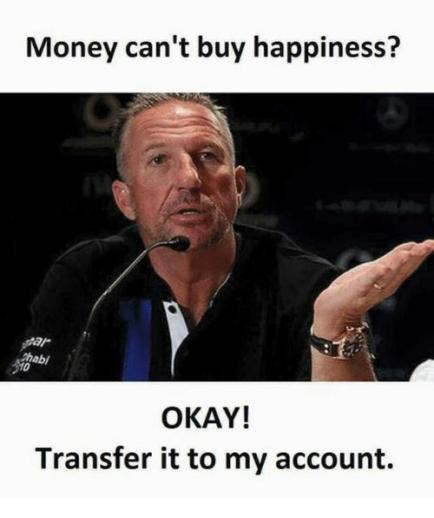 Money can't buy happiness?
OKAY!
Transfer it to my account.